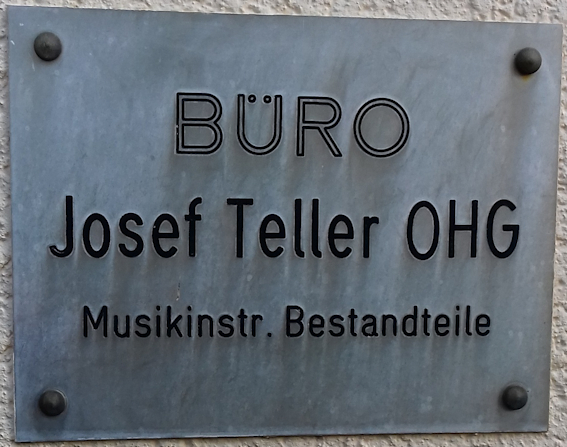 BÜRO
Josef Teller OHG
Musikinstr. Bestandteile